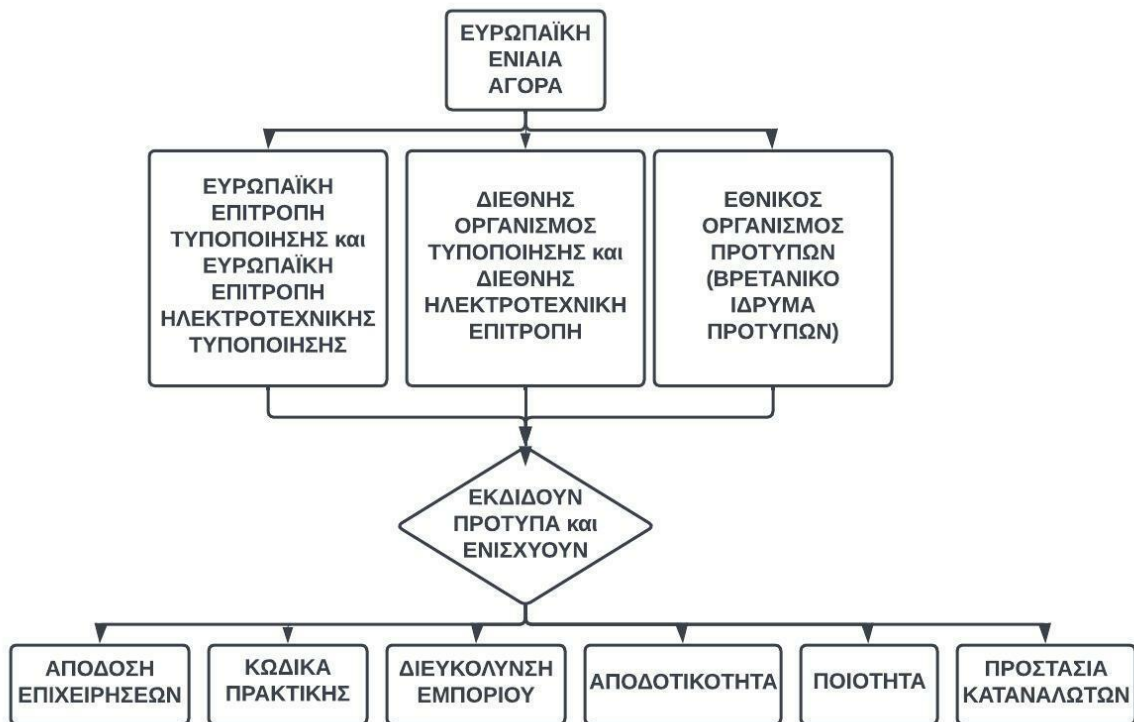 ΕΥΡΩΠΑΪΚΗ
ΕΝΙΑΙΑ
ΑΓΟΡΑ
ΕΥΡΩΠΑΪΚΗ
ΕΠΙΤΡΟΠΗ
ΤΥΠΟΠΟΙΗΣΗΣ και
ΕΥΡΩΠΑΪΚΗ
ΕΠΙΤΡΟΠΗ
ΗΛΕΚΤΡΟΤΕΧΝΙΚΗΣ
ΤΥΠΟΠΟΙΗΣΗΣ
ΔΙΕΘΝΗΣ
ΟΡΓΑΝΙΣΜΟΣ
ΤΥΠΟΠΟΙΗΣΗΣ και
ΔΙΕΘΝΗΣ
ΗΛΕΚΤΡΟΤΕΧΝΙΚΗ
ΕΠΙΤΡΟΠΗ
ΕΘΝΙΚΟΣ
ΟΡΓΑΝΙΣΜΟΣ
ΠΡΟΤΥΠΩΝ
(ΒΡΕΤΑΝΙΚΟ
ΙΔΡΥΜΑ
ΠΡΟΤΥΠΩΝ)
ΕΚΔΙΔΟΥΝ
ΠΡΟΤΥΠΑ και
ΕΝΙΣΧΥΟΥΝ
ΑΠΟΔΟΣΗ
ΕΠΙΧΕΙΡΗΣΕΩΝ
ΚΩΔΙΚΑ
ΠΡΑΚΤΙΚΗΣ
ΔΙΕΥΚΟΛΥΝΣΗ
ΕΜΠΟΡΙΟΥ
ΑΠΟΔΟΤΙΚΟΤΗΤΑ
ΠΟΙΟΤΗΤΑ
ΠΡΟΣΤΑΣΙΑ
ΚΑΤΑΝΑΛΩΤΩΝ